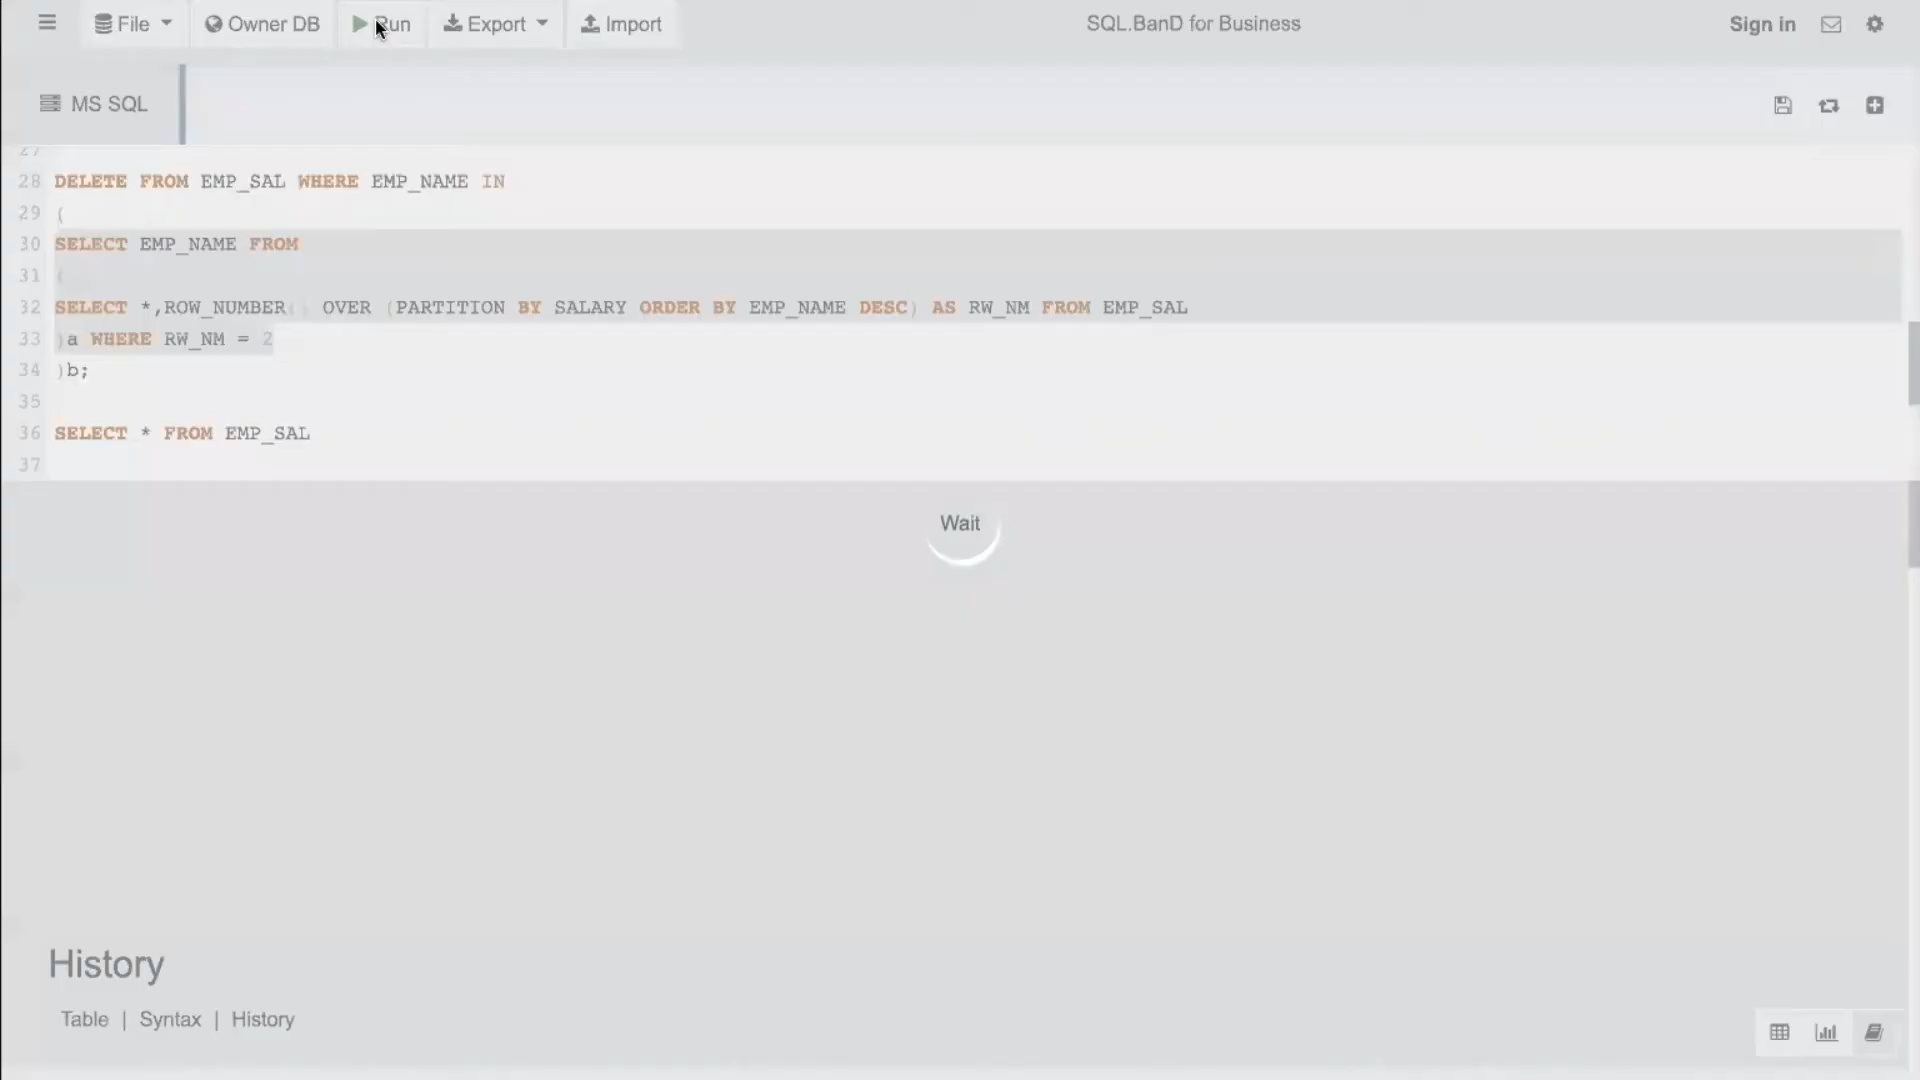 File Owner DB Run Export Import SQL.BanD for Business Sign in
MS SQL
27
28 DELETE FROM EMP_SAL WHERE EMP_NAME IN
29 (
30 SELECT EMP_NAME FROM
31 (
32 SELECT *,ROW_NUMBER() OVER (PARTITION BY SALARY ORDER BY EMP_NAME DESC) AS RW_NM FROM EMP_SAL
33 )a WHERE RW_NM = 2
34 )b;
35
36 SELECT * FROM EMP_SAL
37
Wait
History
Table | Syntax | History